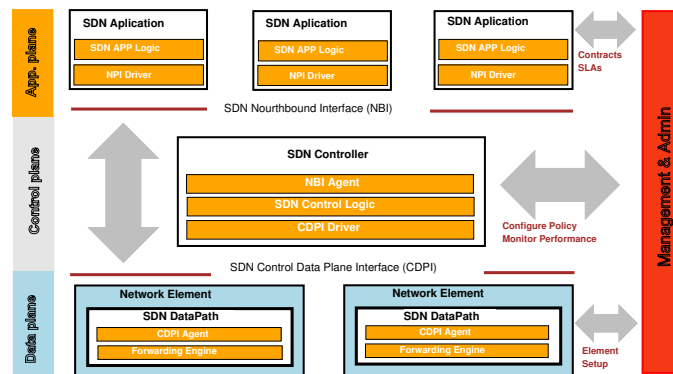 App. plane
SDN Aplication
SDN APP Logic
NPI Driver
SDN Aplication
SDN APP Logic
NPI Driver
SDN Aplication
SDN APP Logic
NPI Driver
Contracts
SLAs
SDN Nourthbound Interface (NBI)
Control plane
SDN Controller
NBI Agent
SDN Control Logic
CDPI Driver
Configure Policy
Monitor Performance
Management & Admin
SDN Control Data Plane Interface (CDPI)
Data plane
Network Element
SDN DataPath
CDPI Agent
Forwarding Engine
Network Element
SDN DataPath
CDPI Agent
Forwarding Engine
Element
Setup